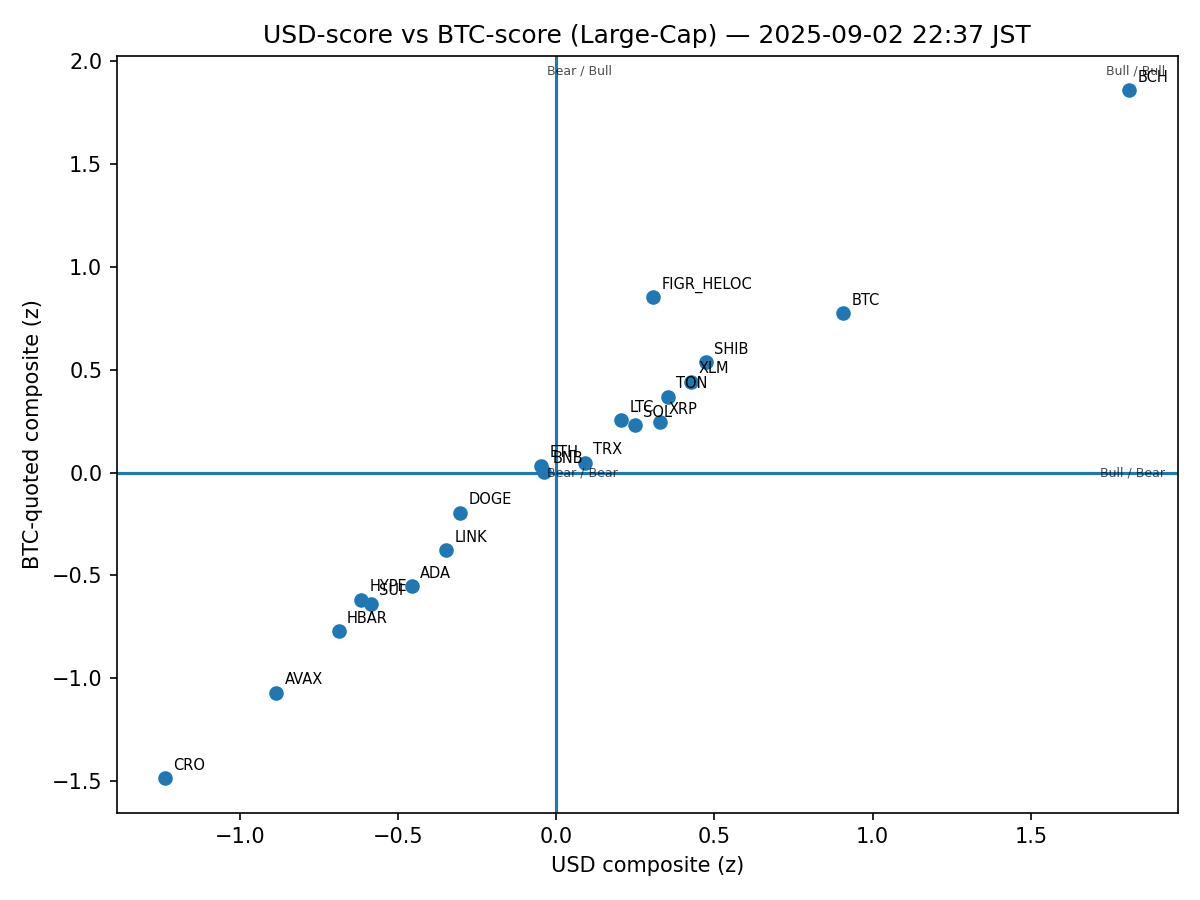 USD-score vs BTC-score (Large-Cap) — 2025-09-02 22:37 JST
2.0
Bear / Bull
Bull / Bull
BCH
1.5
1.0
FIGR_HELOC
BTC
0.5
SHIB
XLM
TON
LTC
SOL
XRP
ETH
BNB
TRX
0.0
Bear / Bear
Bull / Bear
DOGE
LINK
−0.5
ADA
HYPE
SUI
HBAR
−1.0
AVAX
CRO
−1.5
−1.0
−0.5
0.0
0.5
1.0
1.5
USD composite (z)
BTC-quoted composite (z)